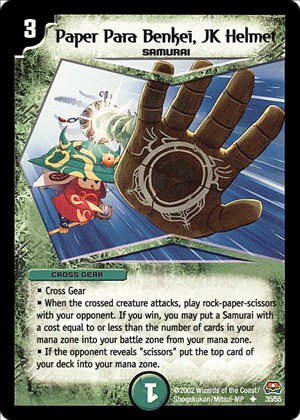 3
Paper Para Benkei, JK Helmet
SAMURAI
CROSS GEAR
▪ Cross Gear
▪ When the crossed creature attacks, play rock-paper-scissors
with your opponent. If you win, you may put a Samurai with
a cost equal to or less than the number of cards in your
mana zone into your battle zone from your mana zone.
▪ If the opponent reveals "scissors" put the top card of
your deck into your mana zone.
1
©2002 Wizards of the Coast/
Shogakukan/Mitsui-MP
35/55